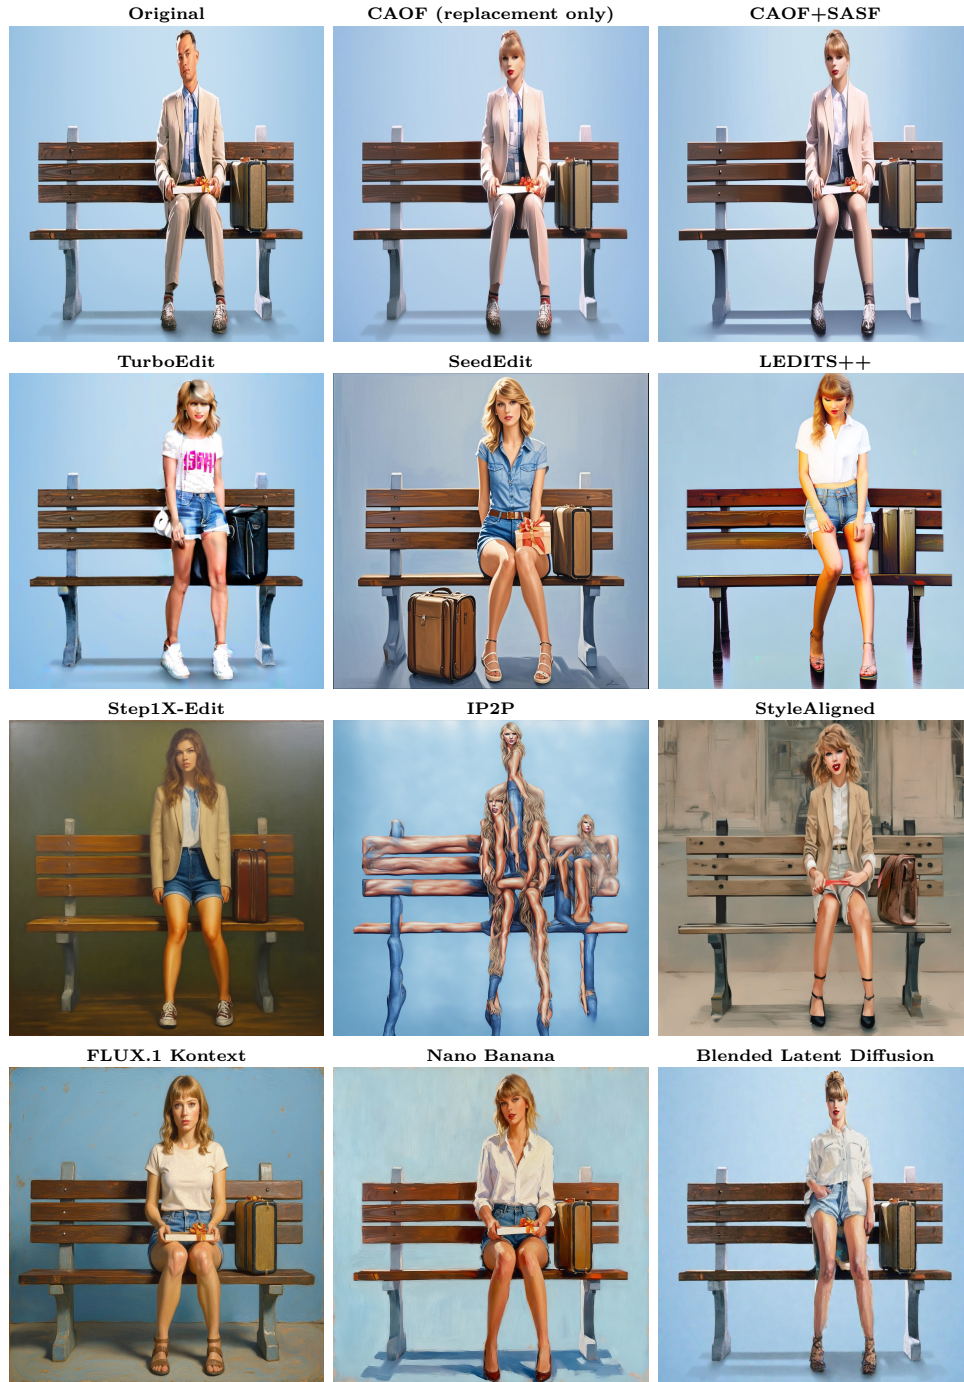 Original
CAOF (replacement only)
CAOF+SASF
TurboEdit
SeedEdit
LEDITS++
Step1X-Edit
IP2P
StyleAligned
FLUX.1 Kontext
Nano Banana
Blended Latent Diffusion